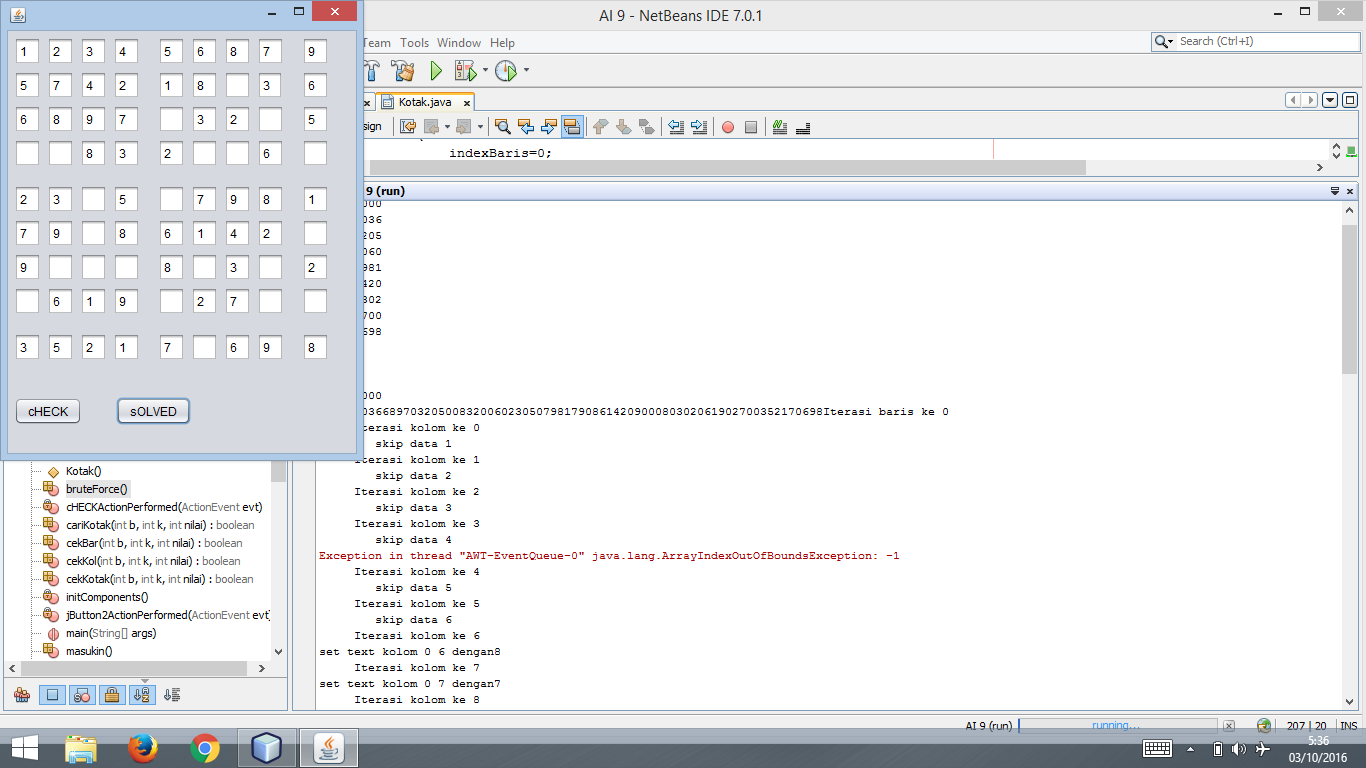 AI 9 - NetBeans IDE 7.0.1
Team Tools Window Help
Search (Ctrl+I)
1 2 3 4 5 6 8 7 9
5 7 4 2 1 8 3 6
6 8 9 7 3 2 5
8 3 2 6
2 3 5 7 9 8 1
7 9 8 6 1 4 2
9 8 3 2
6 1 9 2 7
3 5 2 1 7 6 9 8
cHECK sOLVED
Kotak.java
sign
indexBaris=0;
9 (run)
000
036
205
060
981
420
302
700
698
000
036689703205008320060230507981790861420900080302061902700352170698Iterasi baris ke 0
Iterasi kolom ke 0
skip data 1
Iterasi kolom ke 1
skip data 2
Iterasi kolom ke 2
skip data 3
Iterasi kolom ke 3
skip data 4
Exception in thread "AWT-EventQueue-0" java.lang.ArrayIndexOutOfBoundsException: -1
Iterasi kolom ke 4
skip data 5
Iterasi kolom ke 5
skip data 6
Iterasi kolom ke 6
set text kolom 0 6 dengan8
Iterasi kolom ke 7
set text kolom 0 7 dengan7
Iterasi kolom ke 8
Kotak()
bruteForce()
cHECKActionPerformed(ActionEvent evt)
cariKotak(int b, int k, int nilai) : boolean
cekBar(int b, int k, int nilai) : boolean
cekKol(int b, int k, int nilai) : boolean
cekKotak(int b, int k, int nilai) : boolean
initComponents()
jButton2ActionPerformed(ActionEvent evt)
main(String[] args)
masukin()
AI 9 (run) running... 207 | 20 INS
5:36
03/10/2016